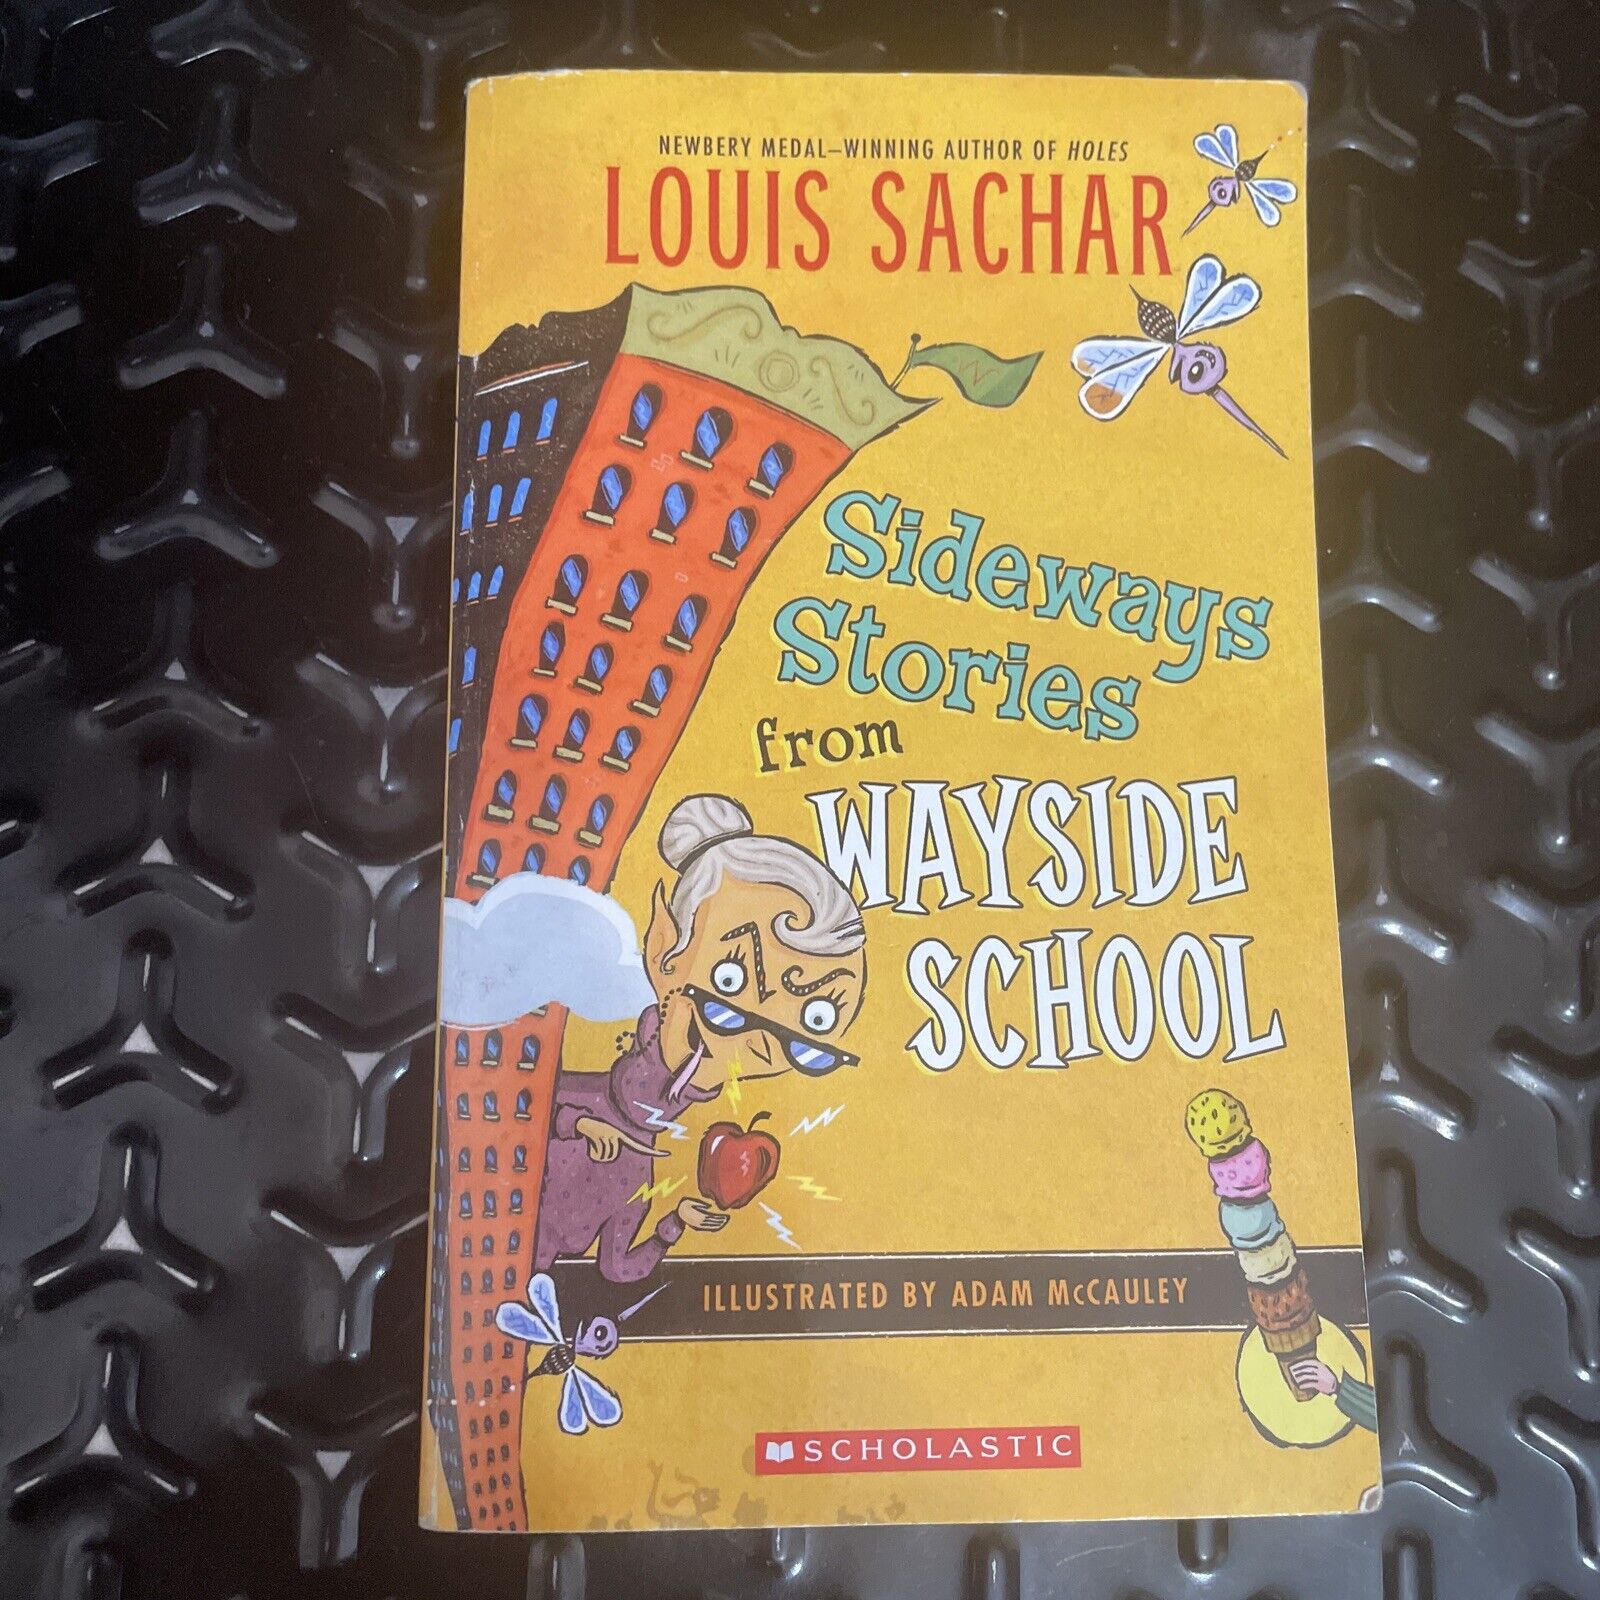 NEWBERY MEDAL–WINNING AUTHOR OF HOLES
LOUIS SACHAR
W
Sideways
Stories
from
WAYSIDE
SCHOOL
ILLUSTRATED BY ADAM McCAULEY
SCHOLASTIC